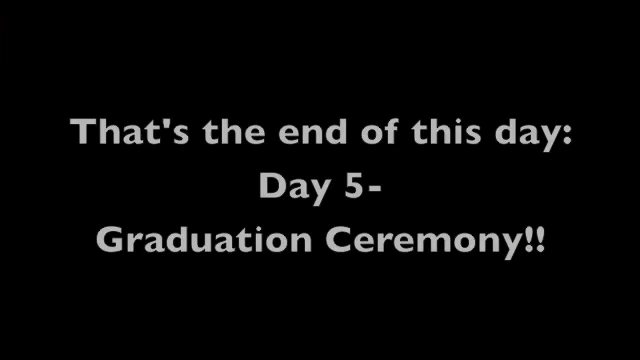 That's the end of this day:
Day 5-
Graduation Ceremony!!